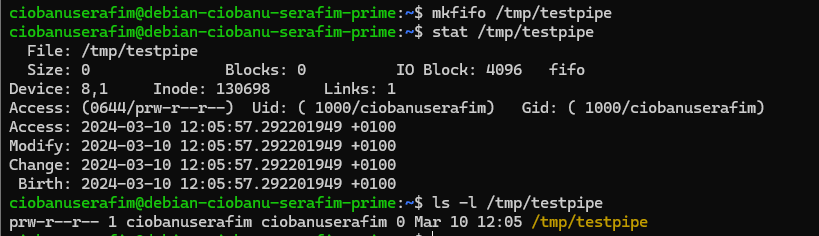 ciobanuserafim@debian-ciobanu-serafim-prime:~$ mkfifo /tmp/testpipe
ciobanuserafim@debian-ciobanu-serafim-prime:~$ stat /tmp/testpipe
  File: /tmp/testpipe
  Size: 0               Blocks: 0          IO Block: 4096   fifo
Device: 8,1     Inode: 130698      Links: 1
Access: (0644/prw-r--r--)  Uid: ( 1000/ciobanuserafim)   Gid: ( 1000/ciobanuserafim)
Access: 2024-03-10 12:05:57.292201949 +0100
Modify: 2024-03-10 12:05:57.292201949 +0100
Change: 2024-03-10 12:05:57.292201949 +0100
 Birth: 2024-03-10 12:05:57.292201949 +0100
ciobanuserafim@debian-ciobanu-serafim-prime:~$ ls -l /tmp/testpipe
prw-r--r-- 1 ciobanuserafim ciobanuserafim 0 Mar 10 12:05 /tmp/testpipe
ciobanuserafim@debian-ciobanu-serafim-prime:~$